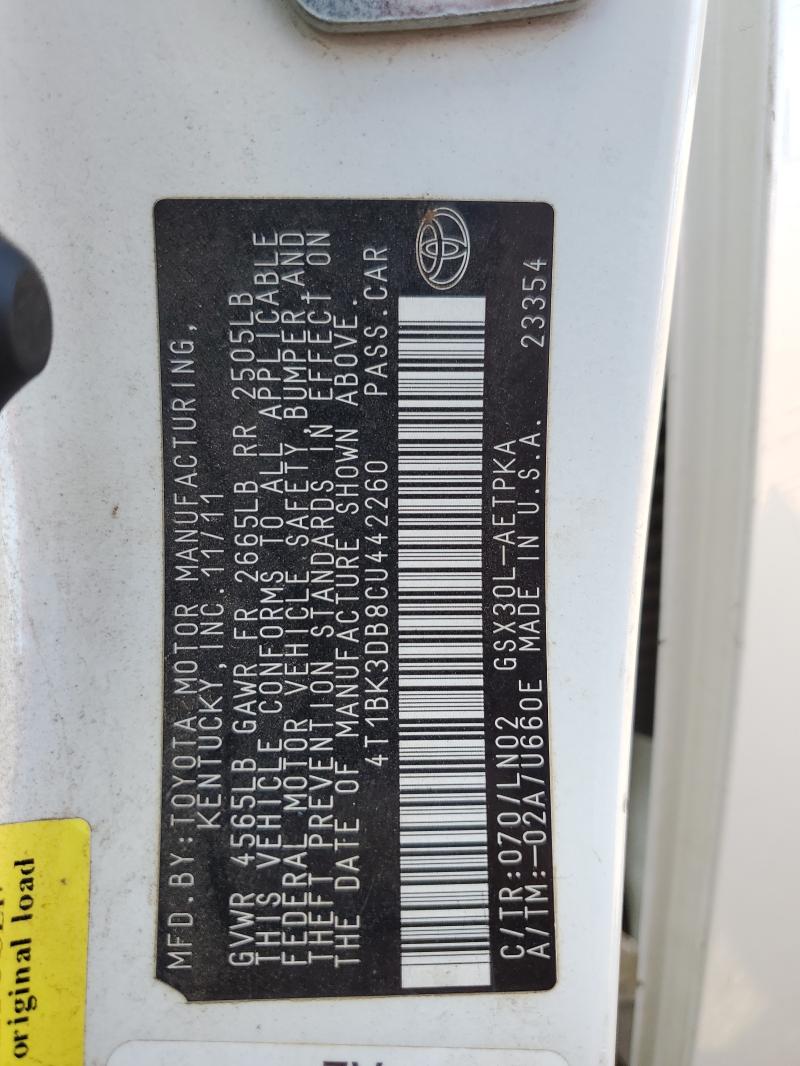 MFD.BY:TOYOTA MOTOR MANUFACTURING,
KENTUCKY, INC. 11/11
GVWR 4565LB GAWR FR 2665LB RR 2505LB
THIS VEHICLE CONFORMS TO ALL APPLICABLE
FEDERAL MOTOR VEHICLE SAFETY, BUMPER AND
THEFT PREVENTION STANDARDS IN EFFECT ON
THE DATE OF MANUFACTURE SHOWN ABOVE.
4T1BK3DB8CU442260 PASS.CAR
C/TR:070/LN02 GSX30L-AETPKA
A/TM:-02A/U660E MADE IN U.S.A. 23354
original load